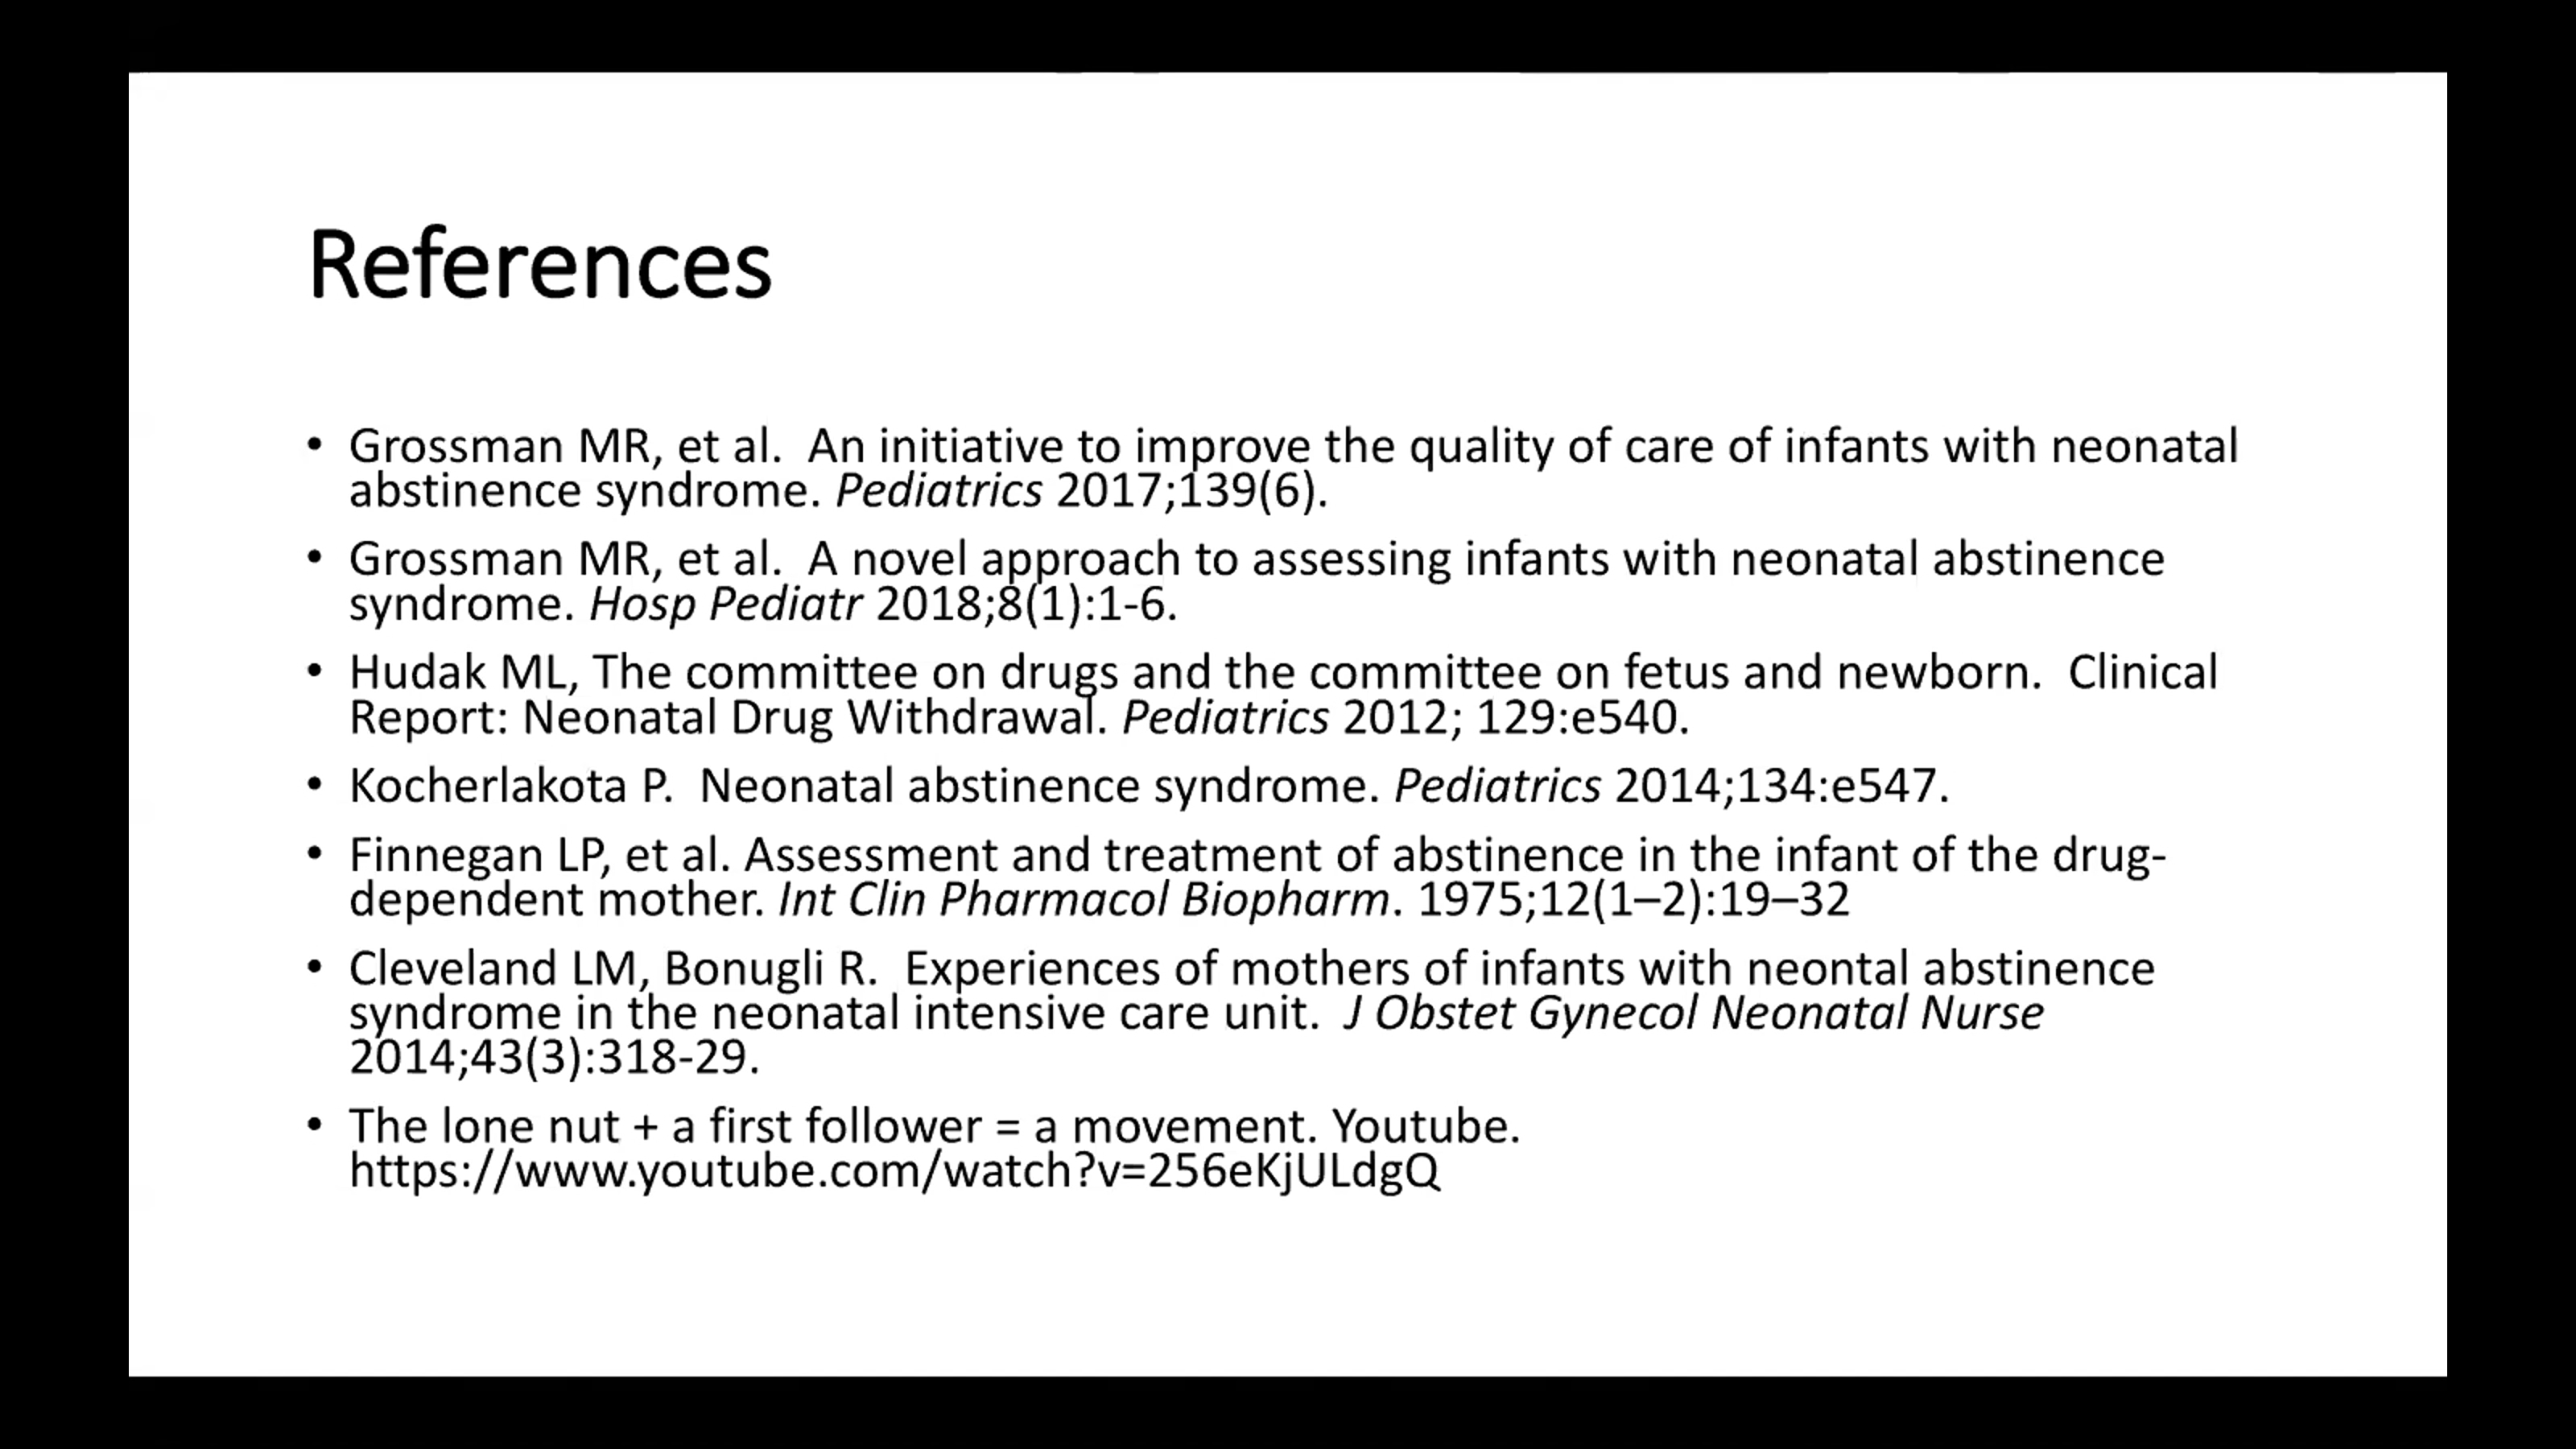 References
• Grossman MR, et al.  An initiative to improve the quality of care of infants with neonatal
abstinence syndrome. Pediatrics 2017;139(6).
• Grossman MR, et al.  A novel approach to assessing infants with neonatal abstinence
syndrome. Hosp Pediatr 2018;8(1):1-6.
• Hudak ML, The committee on drugs and the committee on fetus and newborn.  Clinical
Report: Neonatal Drug Withdrawal. Pediatrics 2012; 129:e540.
• Kocherlakota P.  Neonatal abstinence syndrome. Pediatrics 2014;134:e547.
• Finnegan LP, et al. Assessment and treatment of abstinence in the infant of the drug-
dependent mother. Int Clin Pharmacol Biopharm. 1975;12(1–2):19–32
• Cleveland LM, Bonugli R.  Experiences of mothers of infants with neontal abstinence
syndrome in the neonatal intensive care unit.  J Obstet Gynecol Neonatal Nurse
2014;43(3):318-29.
• The lone nut + a first follower = a movement. Youtube.
https://www.youtube.com/watch?v=256eKjULdgQ